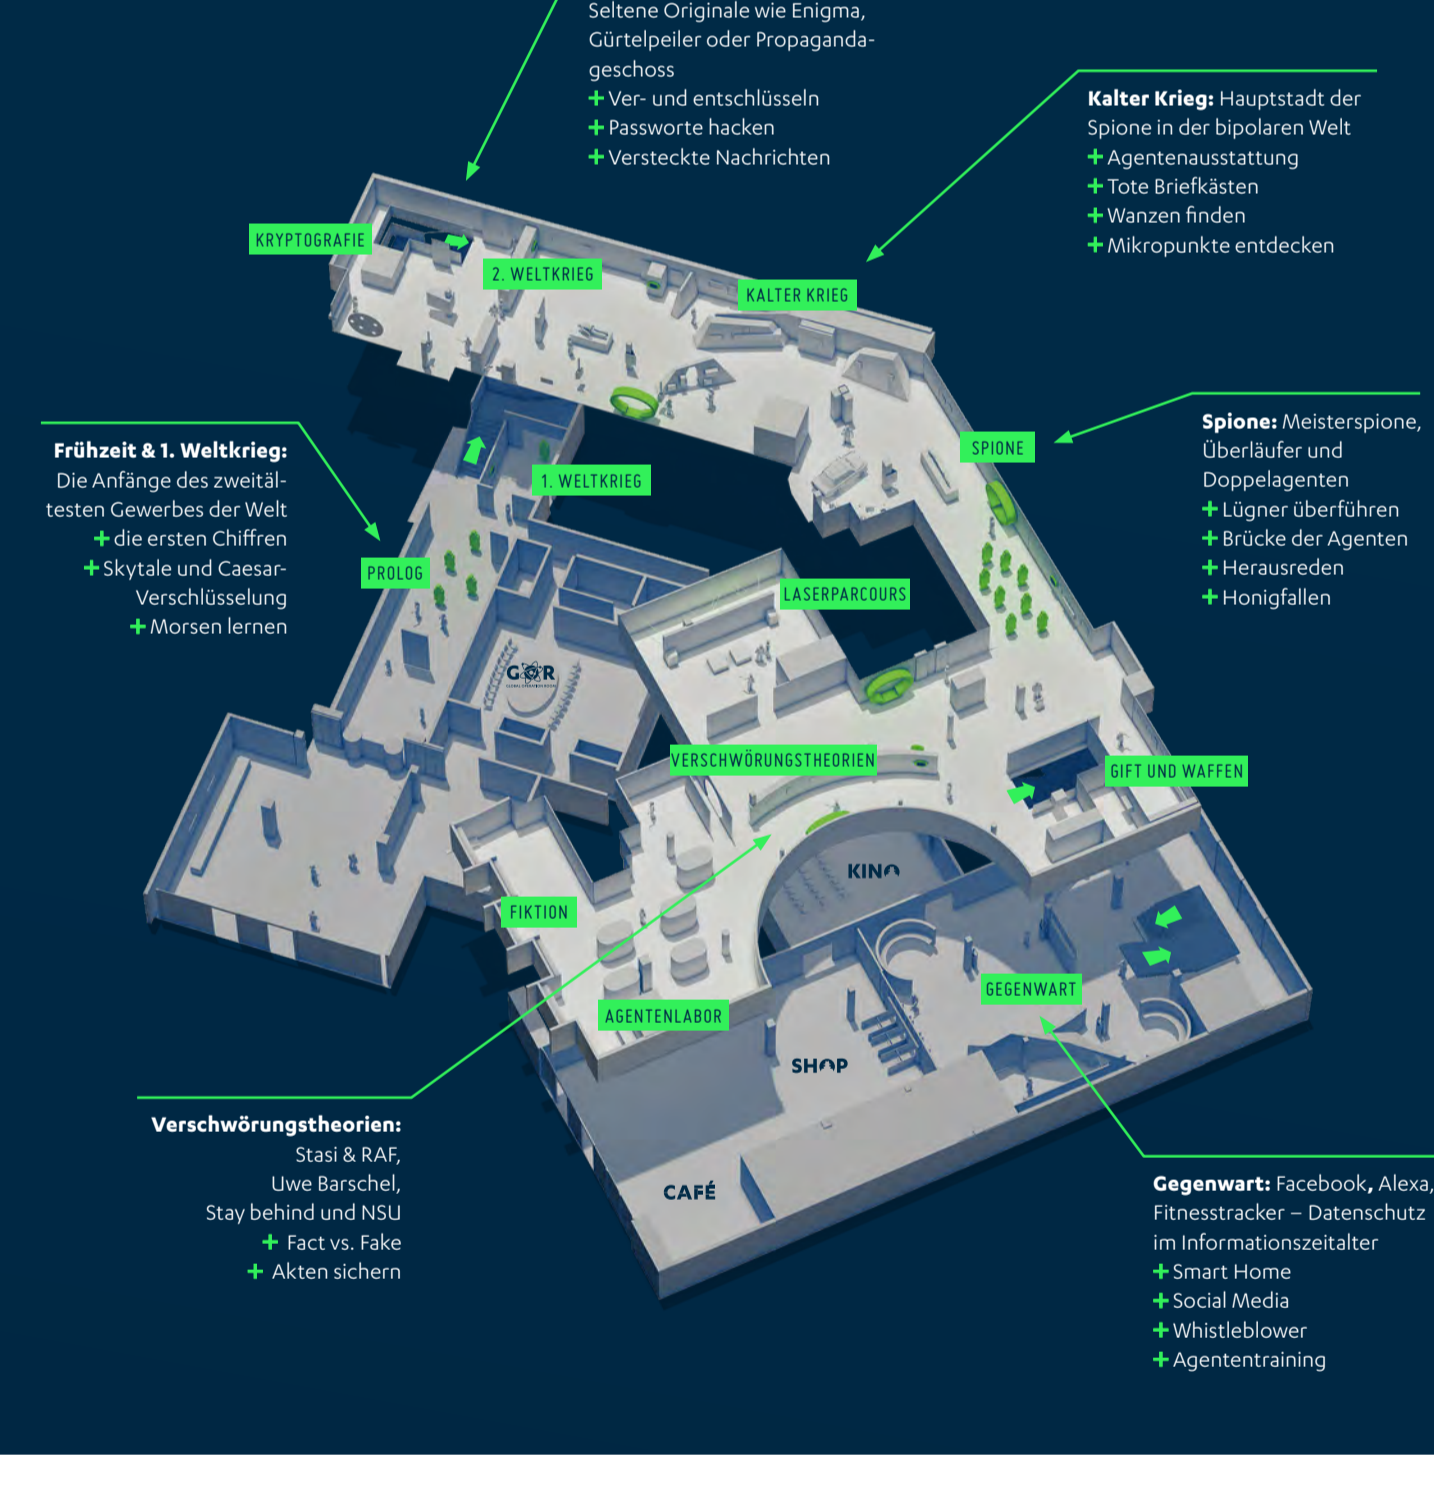 Seltene Originale wie Enigma,
Gürtelpeiler oder Propaganda-
geschoss
+ Ver- und entschlüsseln
+ Passworte hacken
+ Versteckte Nachrichten
Kalter Krieg: Hauptstadt der
Spione in der bipolaren Welt
+ Agentenausstattung
+ Tote Briefkästen
+ Wanzen finden
+ Mikropunkte entdecken
KRYPTOGRAFIE
2. WELTKRIEG
KALTER KRIEG
Frühzeit & 1. Weltkrieg:
Die Anfänge des zweitäl-
testen Gewerbes der Welt
+ die ersten Chiffren
+ Skytale und Caesar-
Verschlüsselung
+ Morsen lernen
SPIONE
Spione: Meisterspione,
Überläufer und
Doppelagenten
+ Lügner überführen
+ Brücke der Agenten
+ Herausreden
+ Honigfallen
1. WELTKRIEG
PROLOG
LASERPARCOURS
GOR
VERSCHWÖRUNGSTHEORIEN
GIFT UND WAFFEN
KINO
FIKTION
GEGENWART
AGENTENLABOR
SHOP
CAFÉ
Verschwörungstheorien:
Stasi & RAF,
Uwe Barschel,
Stay behind und NSU
+ Fact vs. Fake
+ Akten sichern
Gegenwart: Facebook, Alexa,
Fitnesstracker – Datenschutz
im Informationszeitalter
+ Smart Home
+ Social Media
+ Whistleblower
+ Agententraining